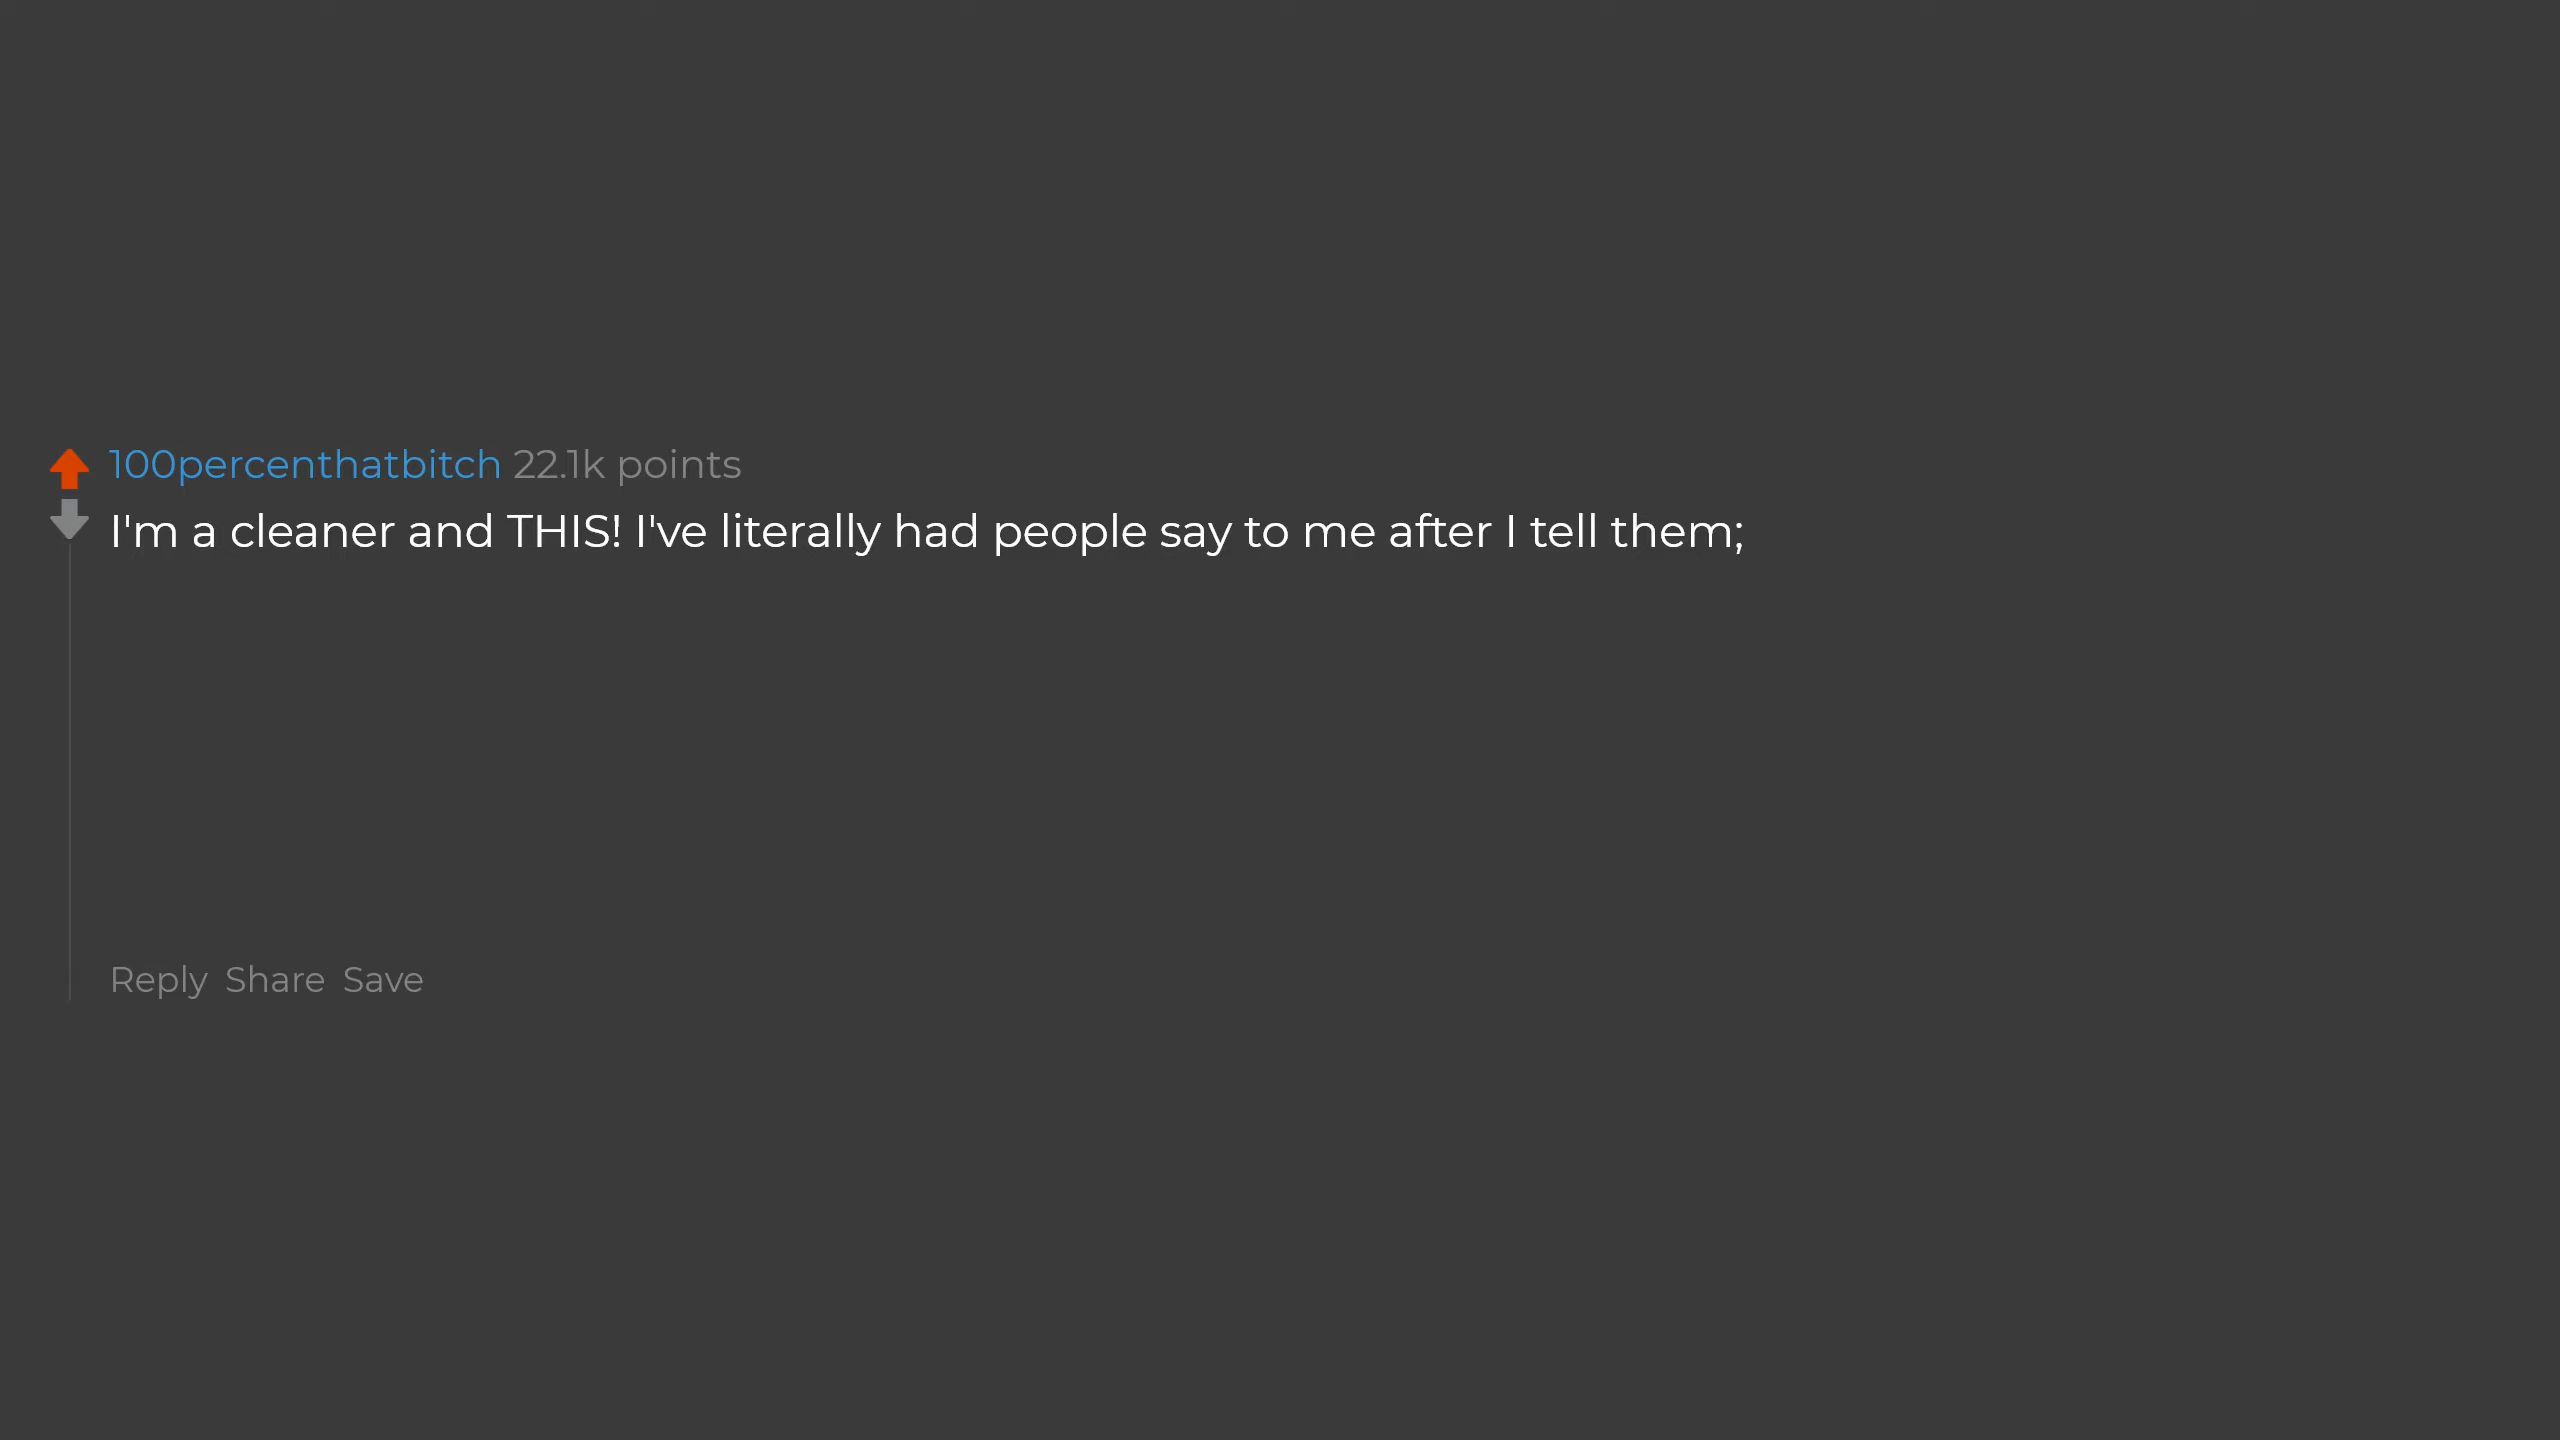 100percenthatbitch 22.1k points
I'm a cleaner and THIS! I've literally had people say to me after I tell them;
Reply Share Save